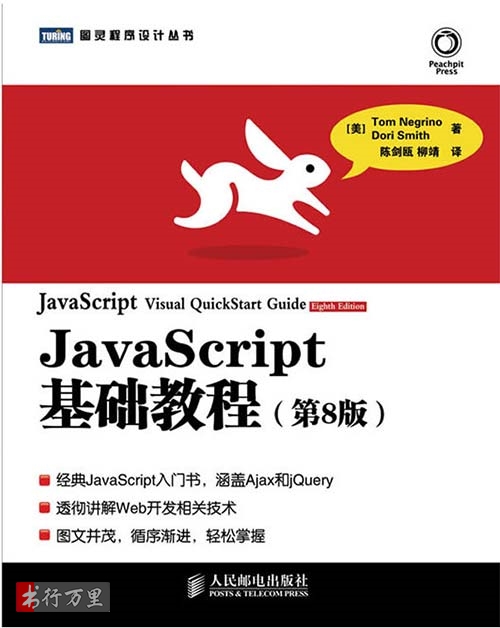 TURING 图灵程序设计丛书
Peachpit
Press
[美] Tom Negrino
Dori Smith 著
陈剑瓯 柳靖 译
JavaScript Visual QuickStart Guide Eighth Edition
JavaScript
基础教程(第8版)
经典JavaScript入门书，涵盖Ajax和jQuery
透彻讲解Web开发相关技术
图文并茂，循序渐进，轻松掌握
书行万里
人民邮电出版社
POSTS & TELECOM PRESS